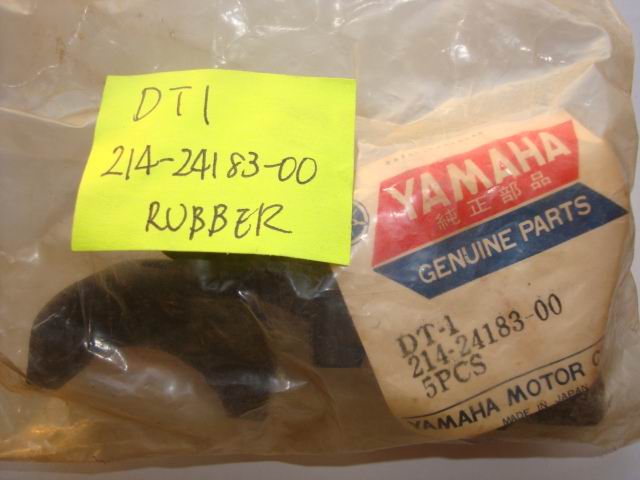 DT1
214-24183-00
RUBBER
YAMAHA
純正部品
GENUINE PARTS
DT-1
214-24183-00
5PCS
YAMAHA MOTOR C
MADE IN JAPAN